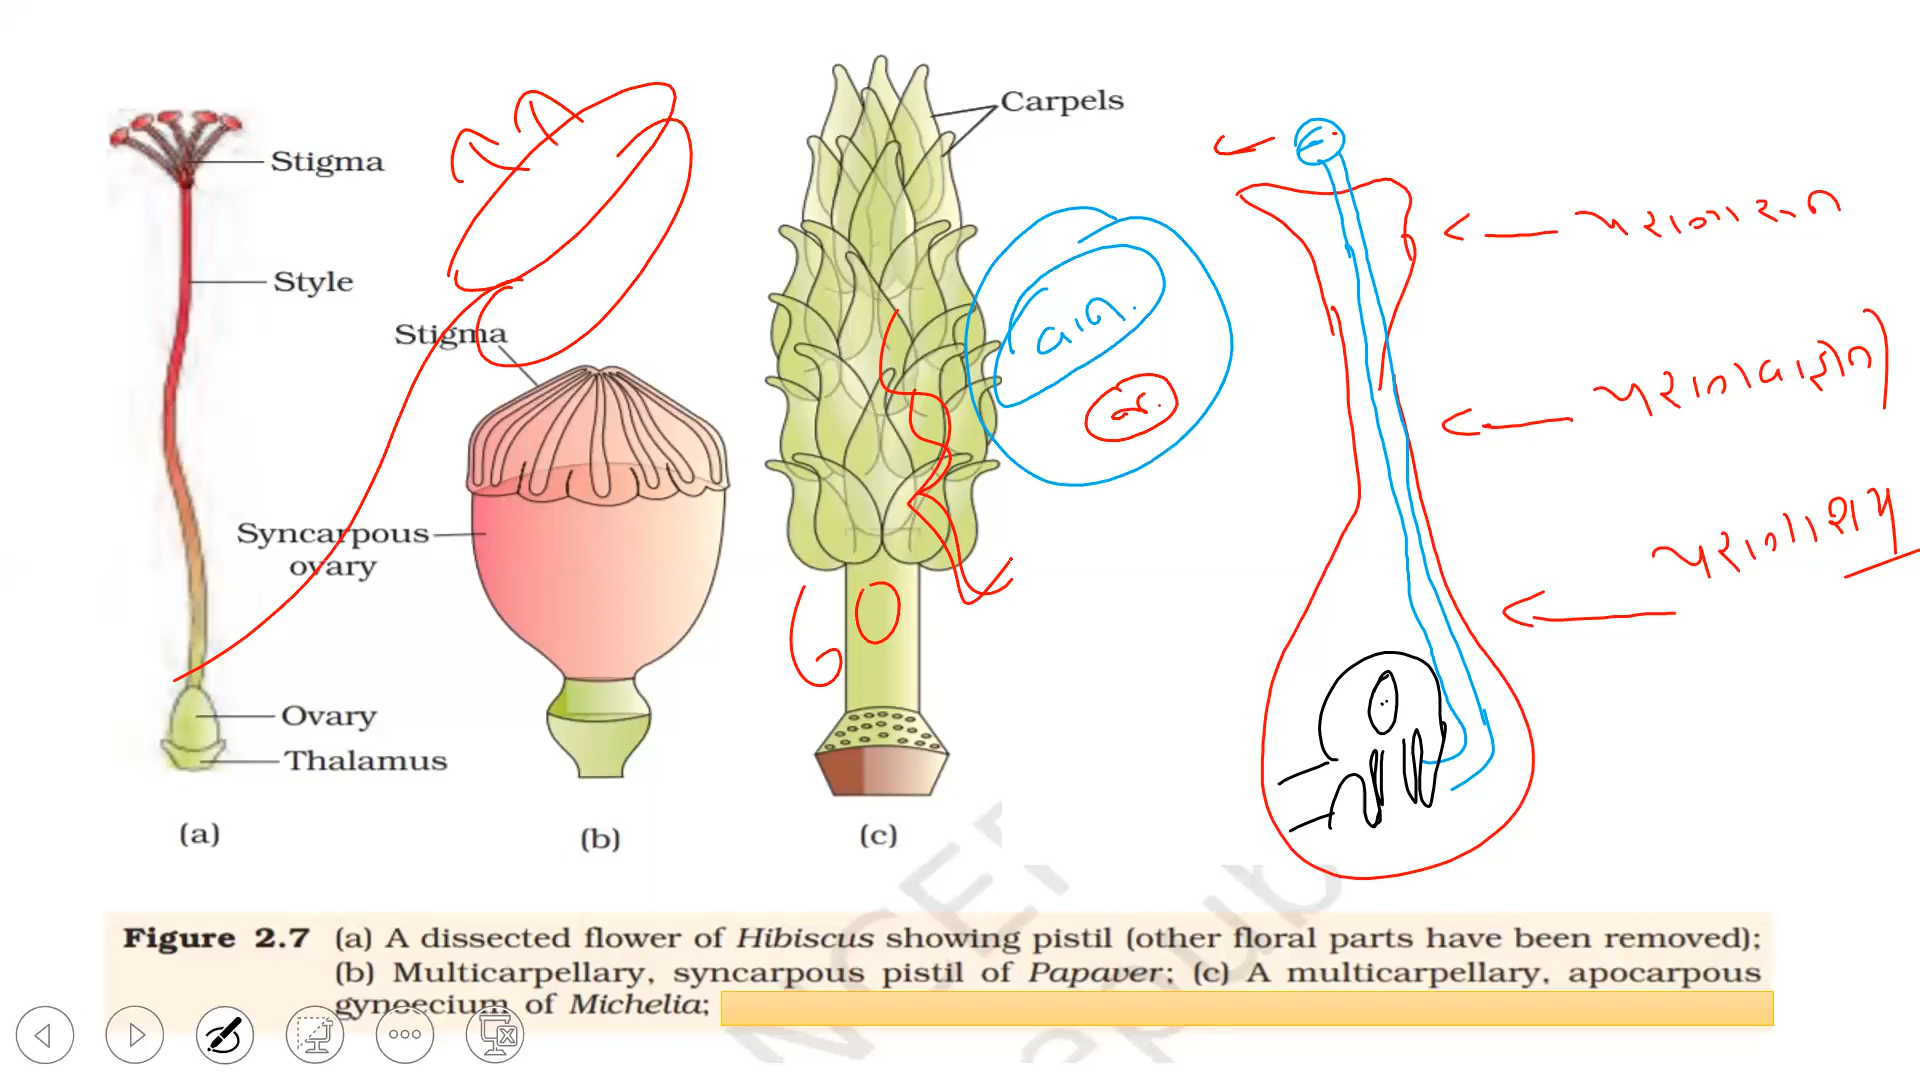 Carpels
Stigma
Style
Stigma
Syncarpous
ovary
Ovary
Thalamus
(a)
(b)
(c)
પરાગાસન
પરાગવાહિની
પરાગાશય
60
Figure 2.7 (a) A dissected flower of Hibiscus showing pistil (other floral parts have been removed);
(b) Multicarpellary, syncarpous pistil of Papaver; (c) A multicarpellary, apocarpous
gynoecium of Michelia;